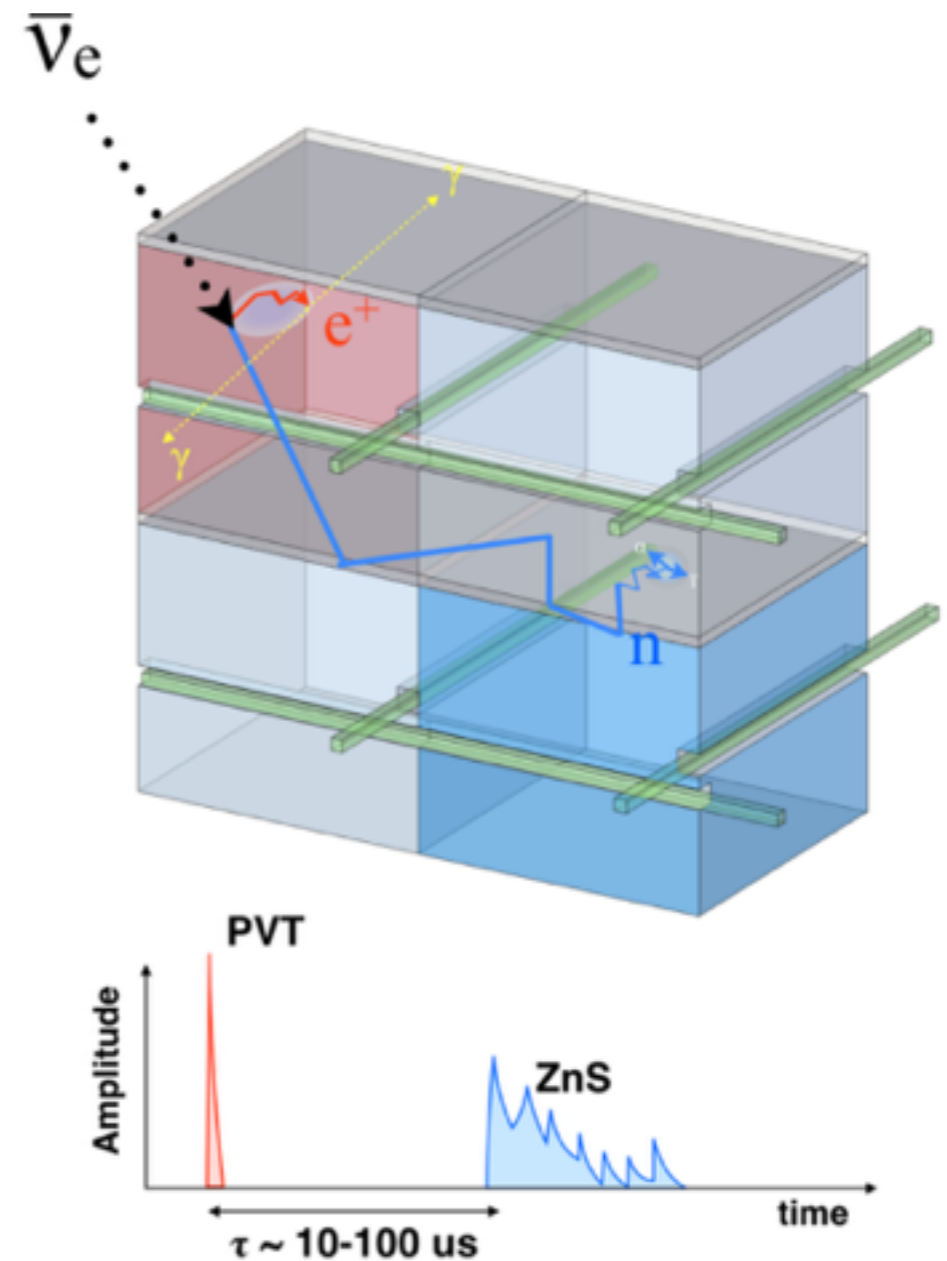 ν̅e
γ
e⁺
γ
n
PVT
ZnS
Amplitude
time
τ ~ 10-100 us